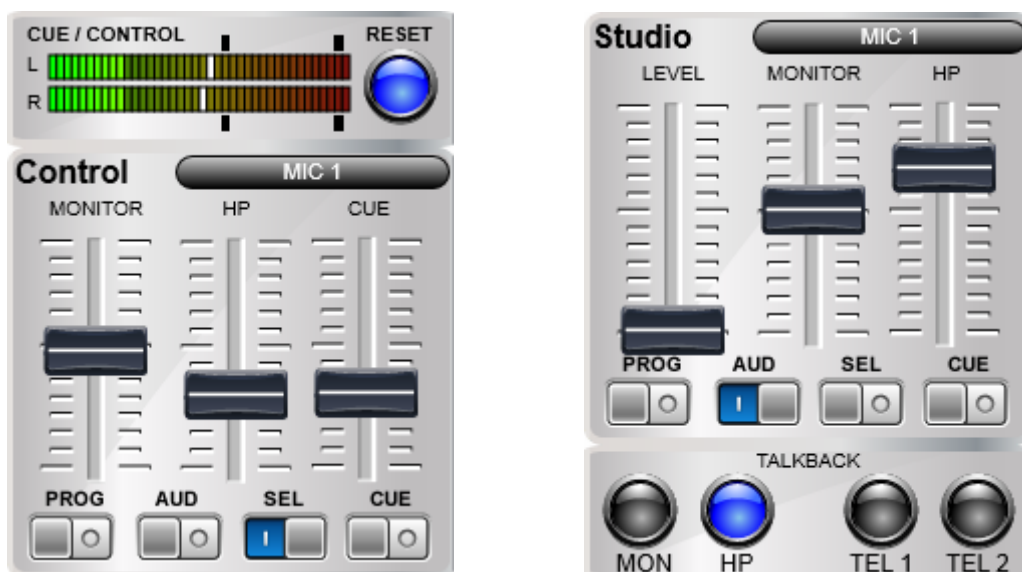 CUE / CONTROL
RESET
L
R
Control
MIC 1
MONITOR HP CUE
PROG AUD SEL CUE
Studio
MIC 1
LEVEL MONITOR HP
PROG AUD SEL CUE
TALKBACK
MON HP TEL 1 TEL 2